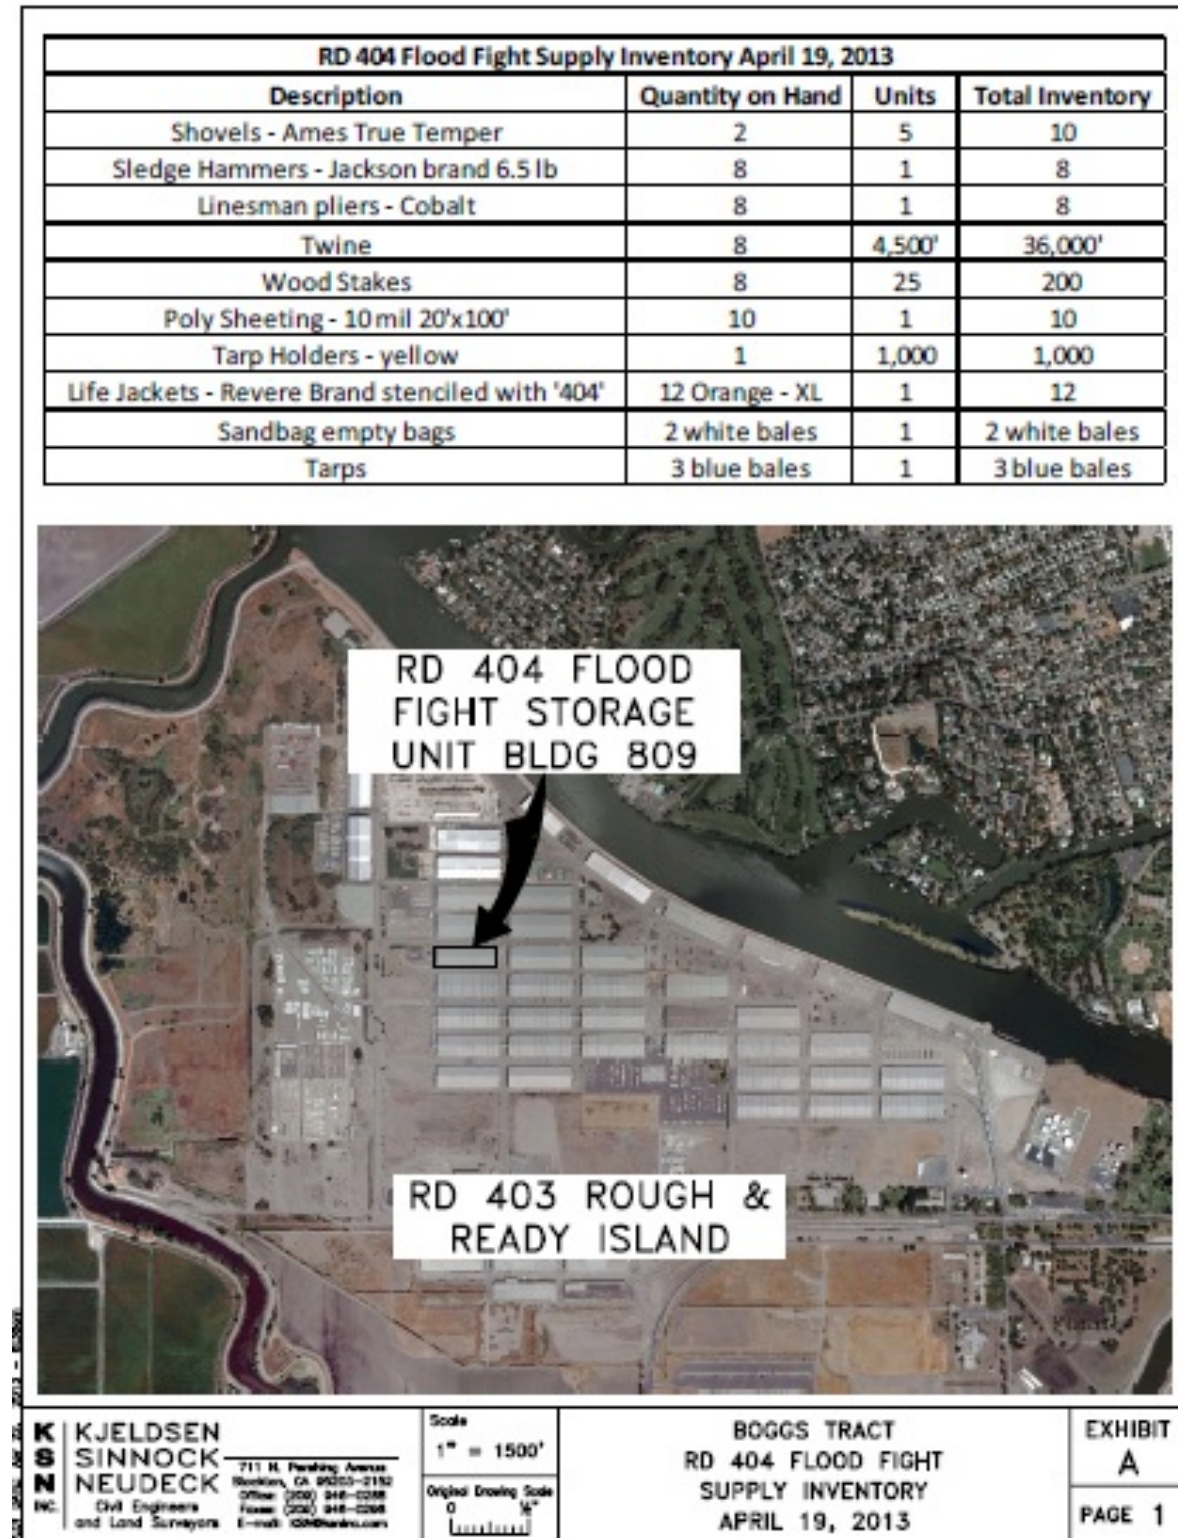 RD 404 Flood Fight Supply Inventory April 19, 2013
Description Quantity on Hand Units Total Inventory
Shovels - Ames True Temper 2 5 10
Sledge Hammers - Jackson brand 6.5 lb 8 1 8
Linesman pliers - Cobalt 8 1 8
Twine 8 4,500' 36,000'
Wood Stakes 8 25 200
Poly Sheeting - 10 mil 20'x100' 10 1 10
Tarp Holders - yellow 1 1,000 1,000
Life Jackets - Revere Brand stenciled with '404' 12 Orange - XL 1 12
Sandbag empty bags 2 white bales 1 2 white bales
Tarps 3 blue bales 1 3 blue bales
RD 404 FLOOD
FIGHT STORAGE
UNIT BLDG 809
RD 403 ROUGH &
READY ISLAND
K KJELDSEN
S SINNOCK
N NEUDECK
INC.
Civil Engineers
and Land Surveyors
711 N. Pershing Avenue
Stockton, CA 95203-2152
Scale
1" = 1500'
Original Drawing Scale
0 ½"
BOGGS TRACT
RD 404 FLOOD FIGHT
SUPPLY INVENTORY
APRIL 19, 2013
EXHIBIT
A
PAGE 1